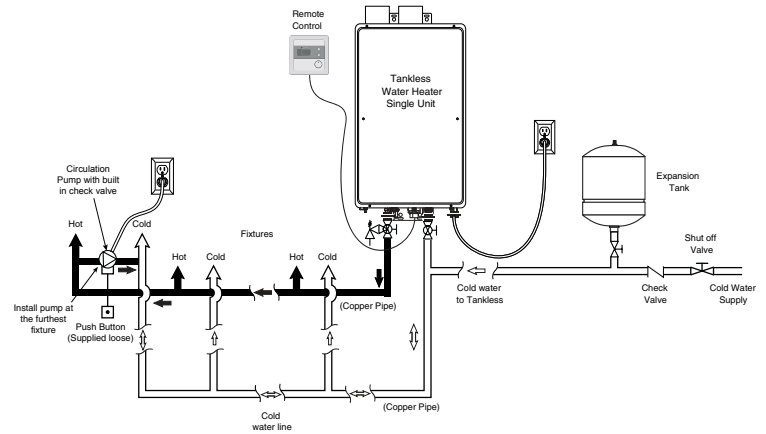 Remote
Control
Tankless
Water Heater
Single Unit
Circulation
Pump with built
in check valve
Expansion
Tank
Hot
Cold
Fixtures
Hot
Cold
Hot
Cold
Shut off
Valve
Install pump at
the furthest
fixture
Push Button
(Supplied loose)
(Copper Pipe)
Cold water
to Tankless
Check
Valve
Cold Water
Supply
Cold
water line
(Copper Pipe)